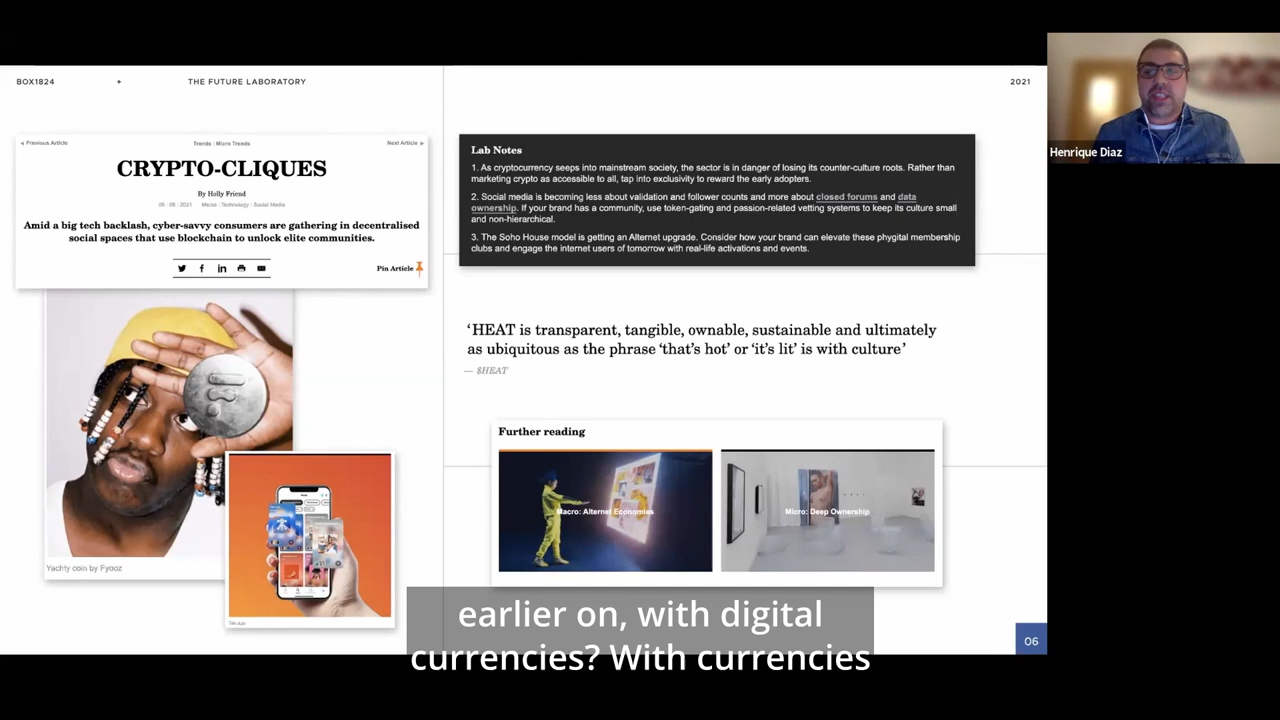 BOX1824 + THE FUTURE LABORATORY 2021
Previous Article Trends : Micro Trends Next Article
CRYPTO-CLIQUES
By Holly Friend
: Technology : Social Media
Amid a big tech backlash, cyber-savvy consumers are gathering in decentralised
social spaces that use blockchain to unlock elite communities.
Pin Article
Yachty coin by Fyooz
Lab Notes
1. As cryptocurrency seeps into mainstream society, the sector is in danger of losing its counter-culture roots. Rather than
marketing crypto as accessible to all, tap into exclusivity to reward the early adopters.
2. Social media is becoming less about validation and follower counts and more about closed forums and data
ownership. If your brand has a community, use token-gating and passion-related vetting systems to keep its culture small
and non-hierarchical.
3. The Soho House model is getting an Alternet upgrade. Consider how your brand can elevate these phygital membership
clubs and engage the internet users of tomorrow with real-life activations and events.
‘HEAT is transparent, tangible, ownable, sustainable and ultimately
as ubiquitous as the phrase ‘that’s hot’ or ‘it’s lit’ is with culture’
— $HEAT
Further reading
Macro: Alternet Economies
Micro: Deep Ownership
06
Henrique Diaz
earlier on, with digital
currencies? With currencies